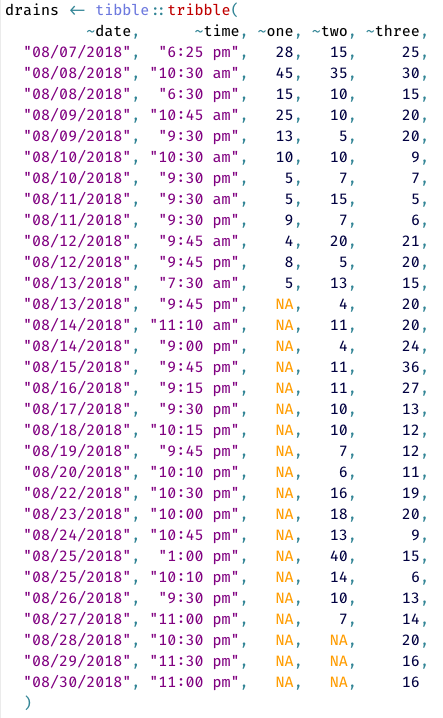 drains <- tibble::tribble(
~date, ~time, ~one, ~two, ~three,
"08/07/2018", "6:25 pm", 28, 15, 25,
"08/08/2018", "10:30 am", 45, 35, 30,
"08/08/2018", "6:30 pm", 15, 10, 15,
"08/09/2018", "10:45 am", 25, 10, 20,
"08/09/2018", "9:30 pm", 13, 5, 20,
"08/10/2018", "10:30 am", 10, 10, 9,
"08/10/2018", "9:30 pm", 5, 7, 7,
"08/11/2018", "9:30 am", 5, 15, 5,
"08/11/2018", "9:30 pm", 9, 7, 6,
"08/12/2018", "9:45 am", 4, 20, 21,
"08/12/2018", "9:45 pm", 8, 5, 20,
"08/13/2018", "7:30 am", 5, 13, 15,
"08/13/2018", "9:45 pm", NA, 4, 20,
"08/14/2018", "11:10 am", NA, 11, 20,
"08/14/2018", "9:00 pm", NA, 4, 24,
"08/15/2018", "9:45 pm", NA, 11, 36,
"08/16/2018", "9:15 pm", NA, 11, 27,
"08/17/2018", "9:30 pm", NA, 10, 13,
"08/18/2018", "10:15 pm", NA, 10, 12,
"08/19/2018", "9:45 pm", NA, 7, 12,
"08/20/2018", "10:10 pm", NA, 6, 11,
"08/22/2018", "10:30 pm", NA, 16, 19,
"08/23/2018", "10:00 pm", NA, 18, 20,
"08/24/2018", "10:45 pm", NA, 13, 9,
"08/25/2018", "1:00 pm", NA, 40, 15,
"08/25/2018", "10:10 pm", NA, 14, 6,
"08/26/2018", "9:30 pm", NA, 10, 13,
"08/27/2018", "11:00 pm", NA, 7, 14,
"08/28/2018", "10:30 pm", NA, NA, 20,
"08/29/2018", "11:30 pm", NA, NA, 16,
"08/30/2018", "11:00 pm", NA, NA, 16
)